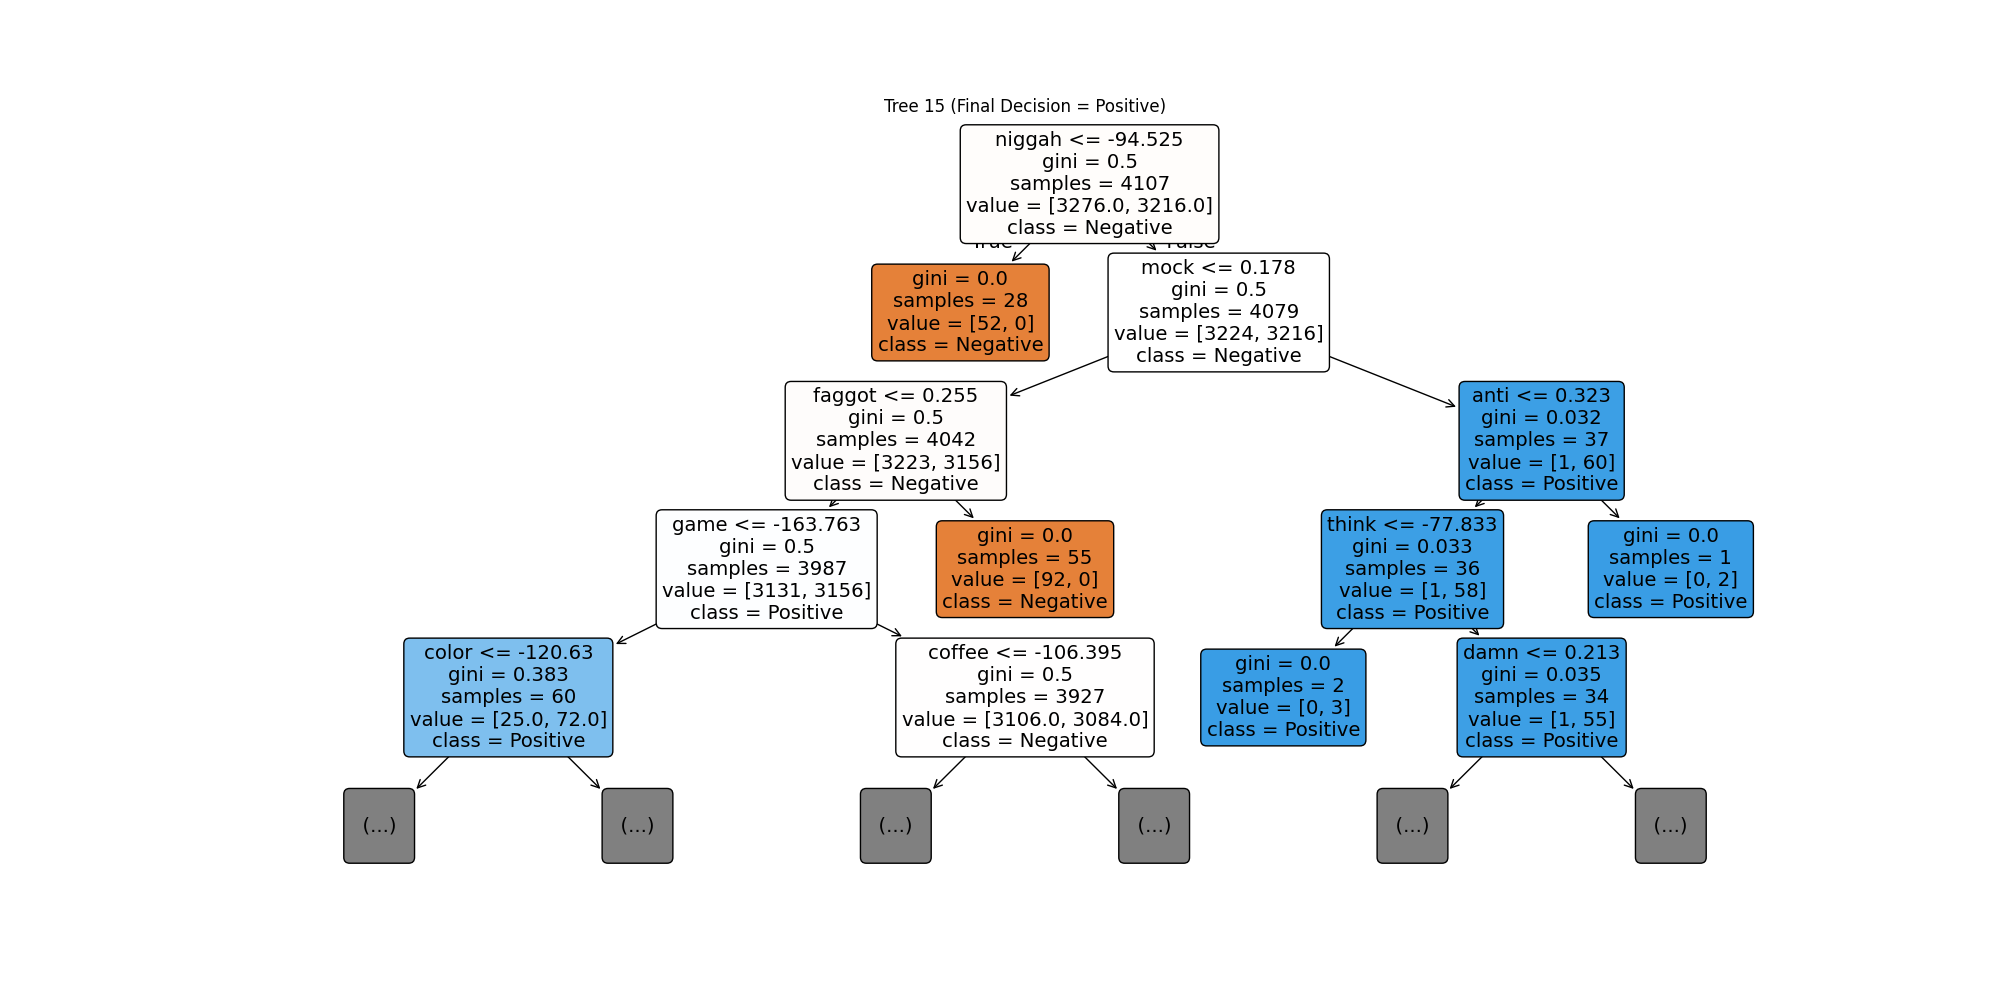 Tree 15 (Final Decision = Positive)
niggah <= -94.525
gini = 0.5
samples = 4107
value = [3276.0, 3216.0]
class = Negative
True
False
gini = 0.0
samples = 28
value = [52, 0]
class = Negative
mock <= 0.178
gini = 0.5
samples = 4079
value = [3224, 3216]
class = Negative
faggot <= 0.255
gini = 0.5
samples = 4042
value = [3223, 3156]
class = Negative
anti <= 0.323
gini = 0.032
samples = 37
value = [1, 60]
class = Positive
game <= -163.763
gini = 0.5
samples = 3987
value = [3131, 3156]
class = Positive
gini = 0.0
samples = 55
value = [92, 0]
class = Negative
think <= -77.833
gini = 0.033
samples = 36
value = [1, 58]
class = Positive
gini = 0.0
samples = 1
value = [0, 2]
class = Positive
color <= -120.63
gini = 0.383
samples = 60
value = [25.0, 72.0]
class = Positive
coffee <= -106.395
gini = 0.5
samples = 3927
value = [3106.0, 3084.0]
class = Negative
gini = 0.0
samples = 2
value = [0, 3]
class = Positive
damn <= 0.213
gini = 0.035
samples = 34
value = [1, 55]
class = Positive
(...)
(...)
(...)
(...)
(...)
(...)